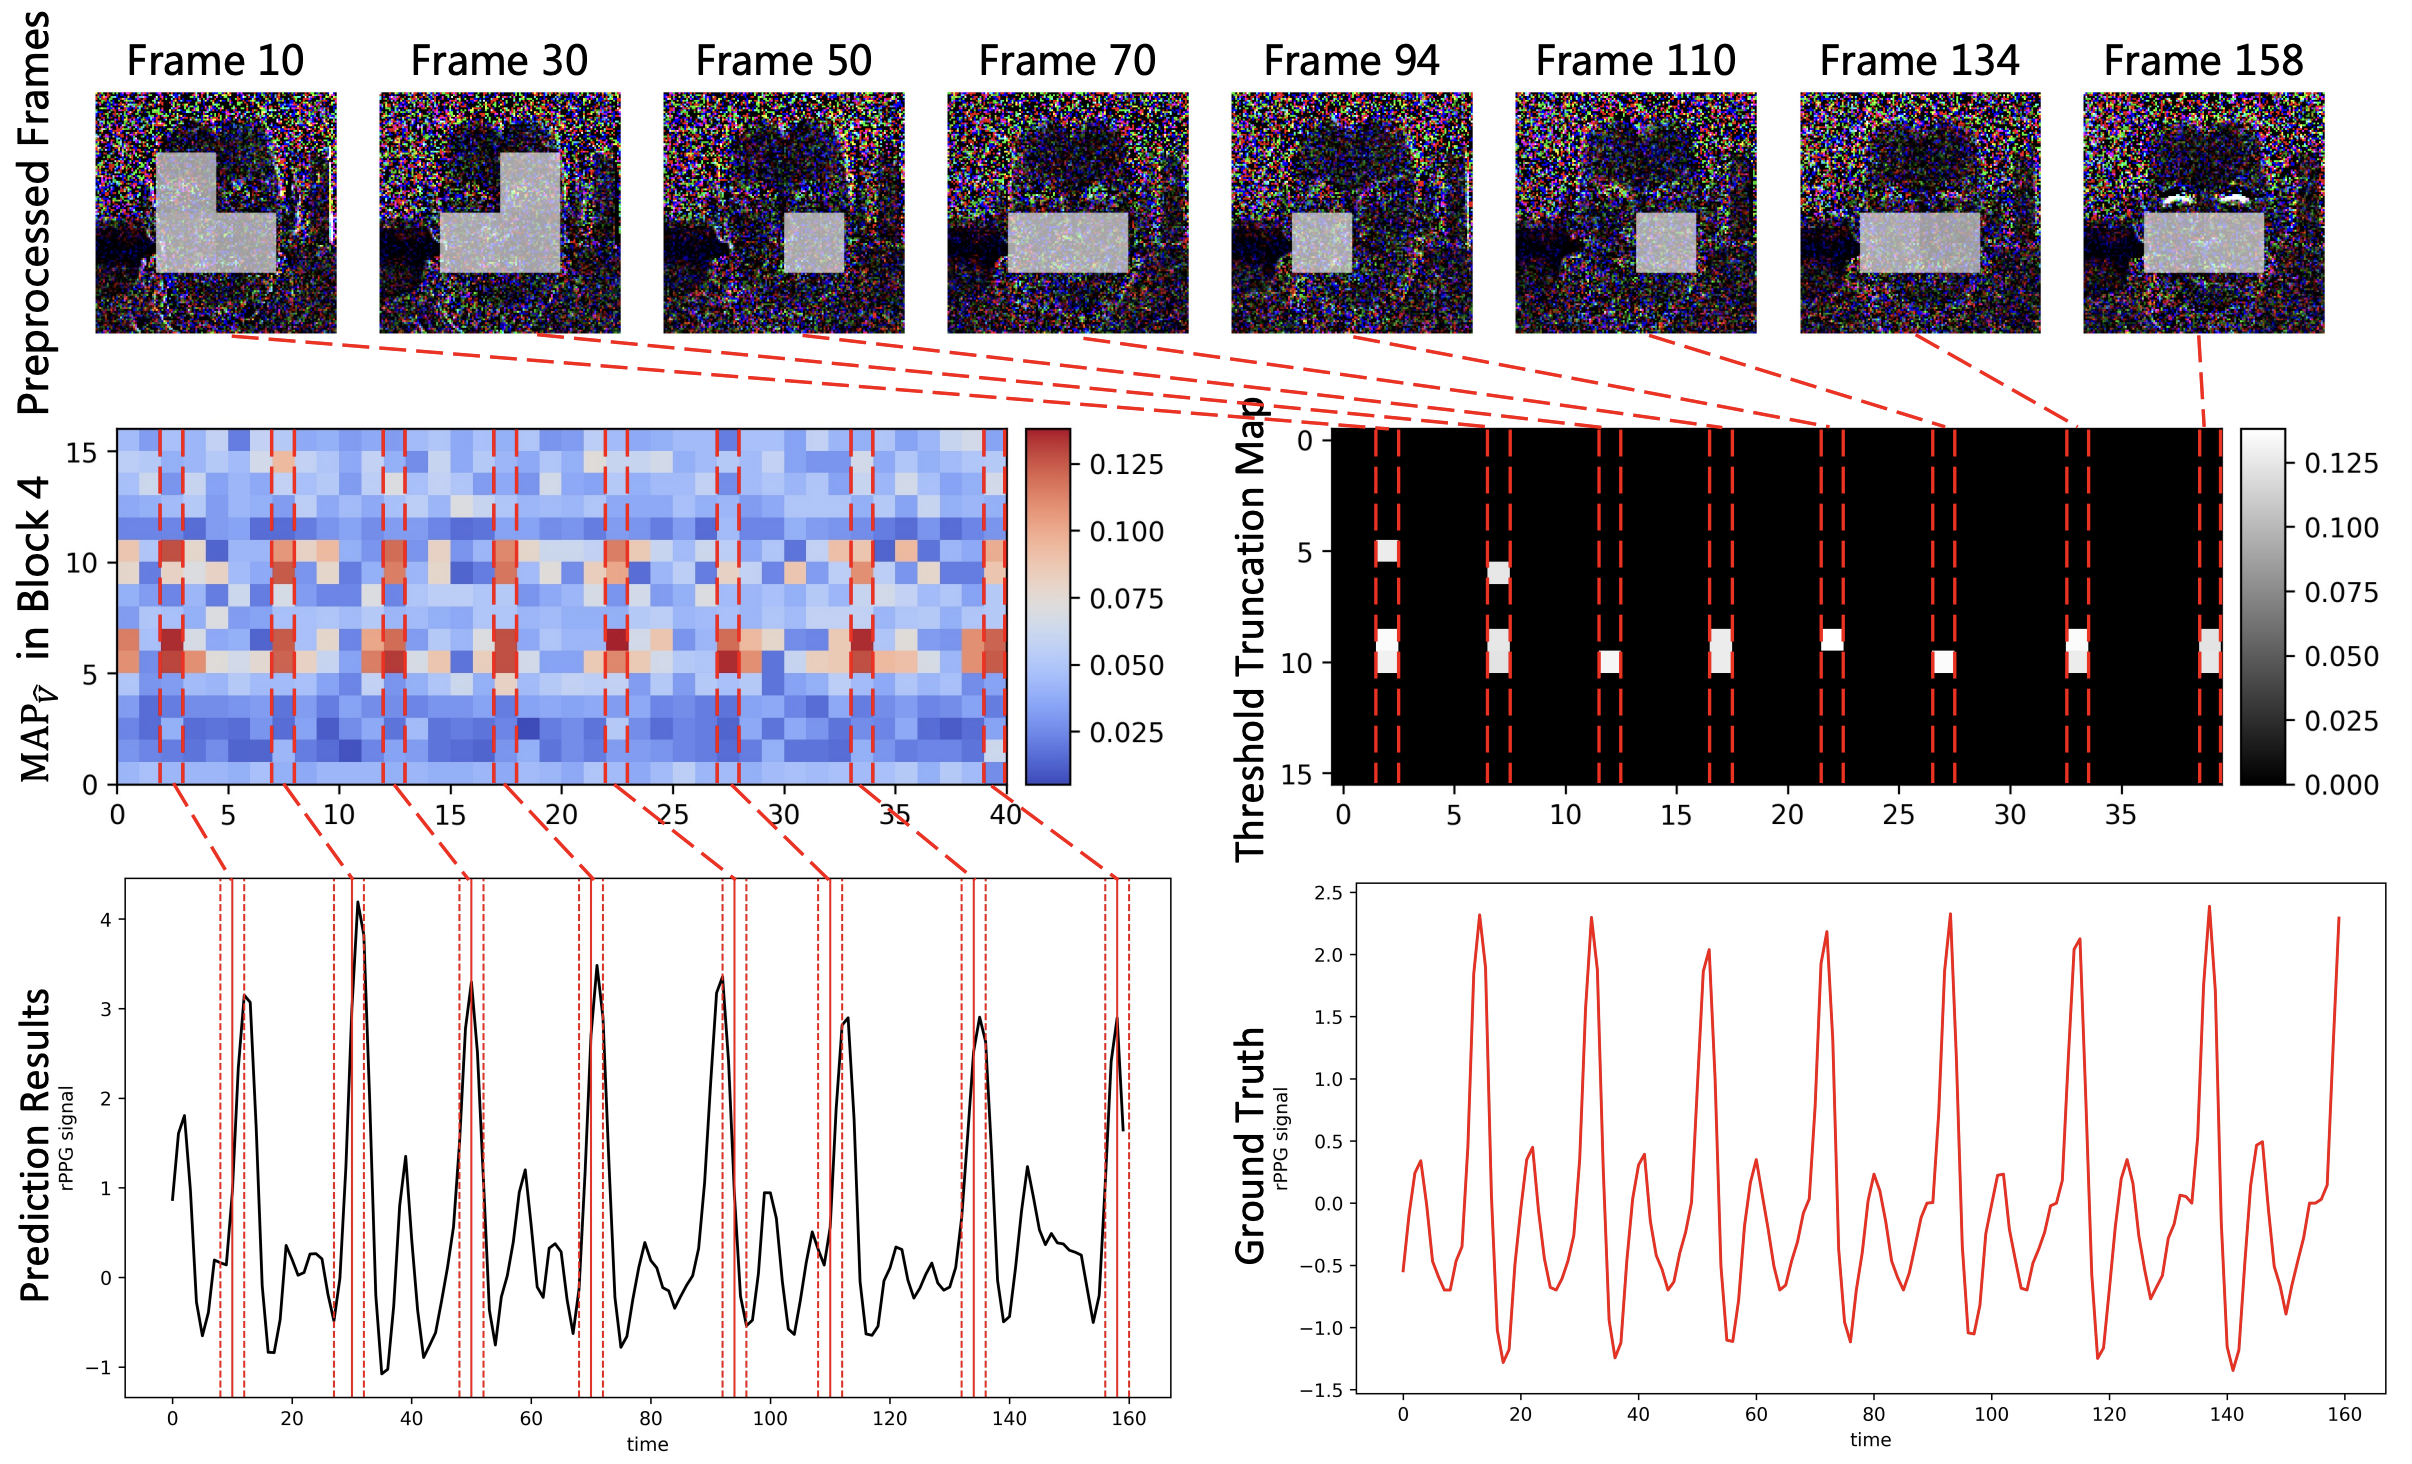 Preprocessed Frames
Frame 10
Frame 30
Frame 50
Frame 70
Frame 94
Frame 110
Frame 134
Frame 158
MAP_V̂ in Block 4
15
10
5
0
0 5 10 15 20 25 30 35 40
0.125
0.100
0.075
0.050
0.025
Threshold Truncation Map
0
5
10
15
0 5 10 15 20 25 30 35
0.125
0.100
0.075
0.050
0.025
0.000
Prediction Results
rPPG signal
4
3
2
1
0
−1
0 20 40 60 80 100 120 140 160
time
Ground Truth
rPPG signal
2.5
2.0
1.5
1.0
0.5
0.0
−0.5
−1.0
−1.5
0 20 40 60 80 100 120 140 160
time